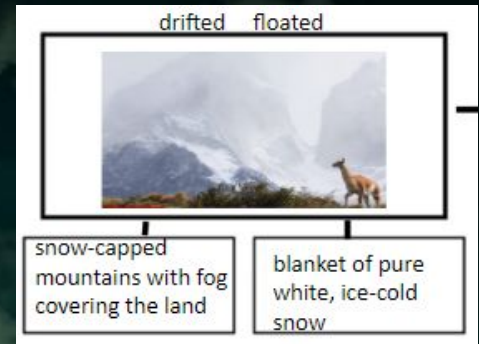 drifted floated
snow-capped
mountains with fog
covering the land
blanket of pure
white, ice-cold
snow